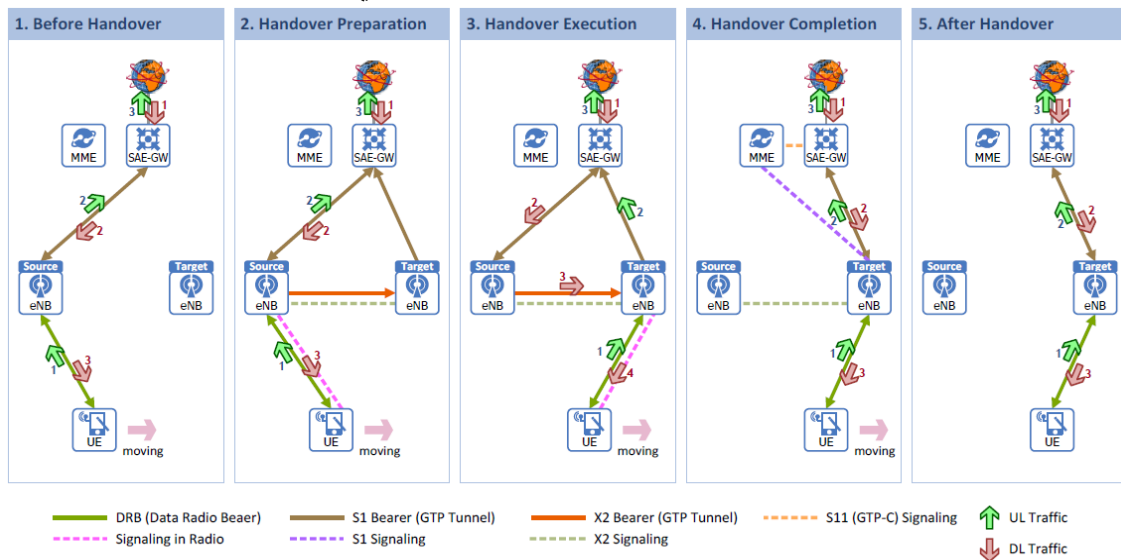 1. Before Handover
3
1
MME
SAE-GW
2
2
Source
Target
eNB
eNB
1
3
UE
moving
2. Handover Preparation
3
1
MME
SAE-GW
2
2
Source
Target
eNB
eNB
3
1
UE
moving
3. Handover Execution
3
1
MME
SAE-GW
2
2
Source
Target
3
eNB
eNB
1
4
UE
moving
4. Handover Completion
3
1
MME
SAE-GW
2
2
Source
Target
eNB
eNB
1
3
UE
moving
5. After Handover
3
1
MME
SAE-GW
2
2
Source
Target
eNB
eNB
1
3
UE
DRB (Data Radio Beaer)
S1 Bearer (GTP Tunnel)
X2 Bearer (GTP Tunnel)
S11 (GTP-C) Signaling
UL Traffic
Signaling in Radio
S1 Signaling
X2 Signaling
DL Traffic